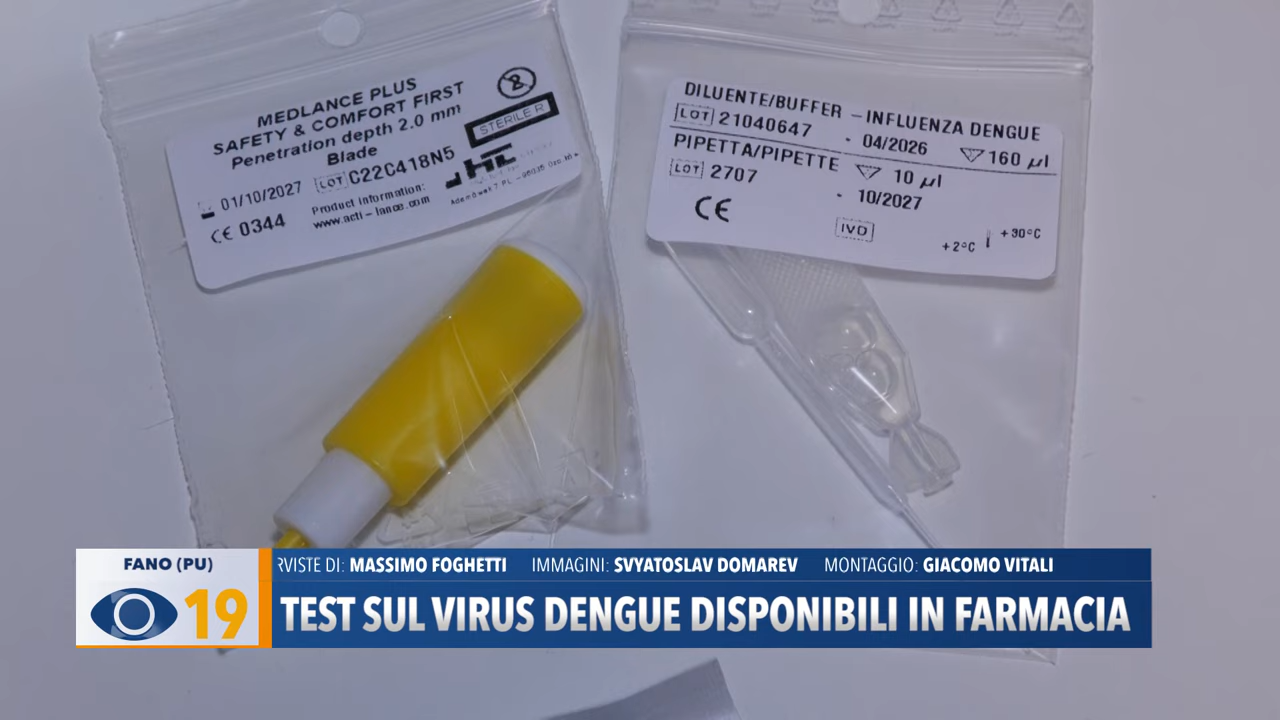 MEDLANCE PLUS
SAFETY & COMFORT FIRST
Penetration depth 2.0 mm
Blade
STERILE R
01/10/2027 LOT C22C418N5
HTL
CE 0344
Product information:
www.acti-lance.com
DILUENTE/BUFFER - INFLUENZA DENGUE
LOT 21040647 - 04/2026 160 µl
PIPETTA/PIPETTE 10 µl
LOT 2707 - 10/2027
CE
IVD
+2°C +30°C
FANO (PU)
RVISTE DI: MASSIMO FOGHETTI IMMAGINI: SVYATOSLAV DOMAREV MONTAGGIO: GIACOMO VITALI
19
TEST SUL VIRUS DENGUE DISPONIBILI IN FARMACIA